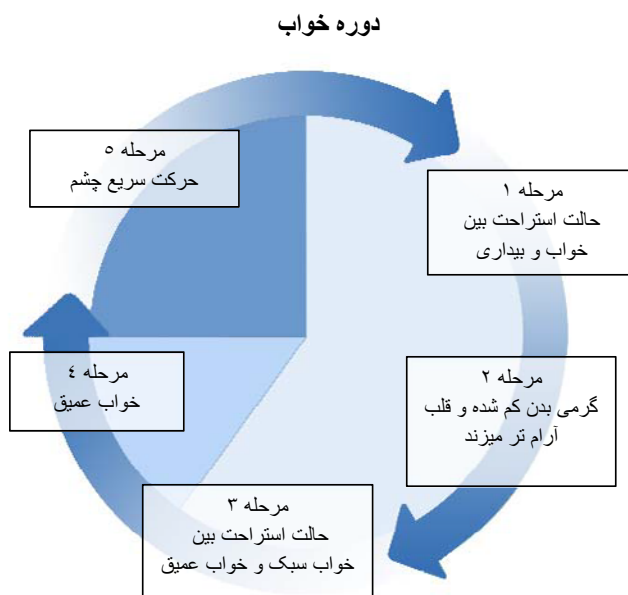 دوره خواب
مرحله ۱
حالت استراحت بین
خواب و بیداری
مرحله ۲
گرمی بدن کم شده و قلب
آرام تر میزند
مرحله ۳
حالت استراحت بین
خواب سبک و خواب عمیق
مرحله ٤
خواب عمیق
مرحله ٥
حرکت سریع چشم